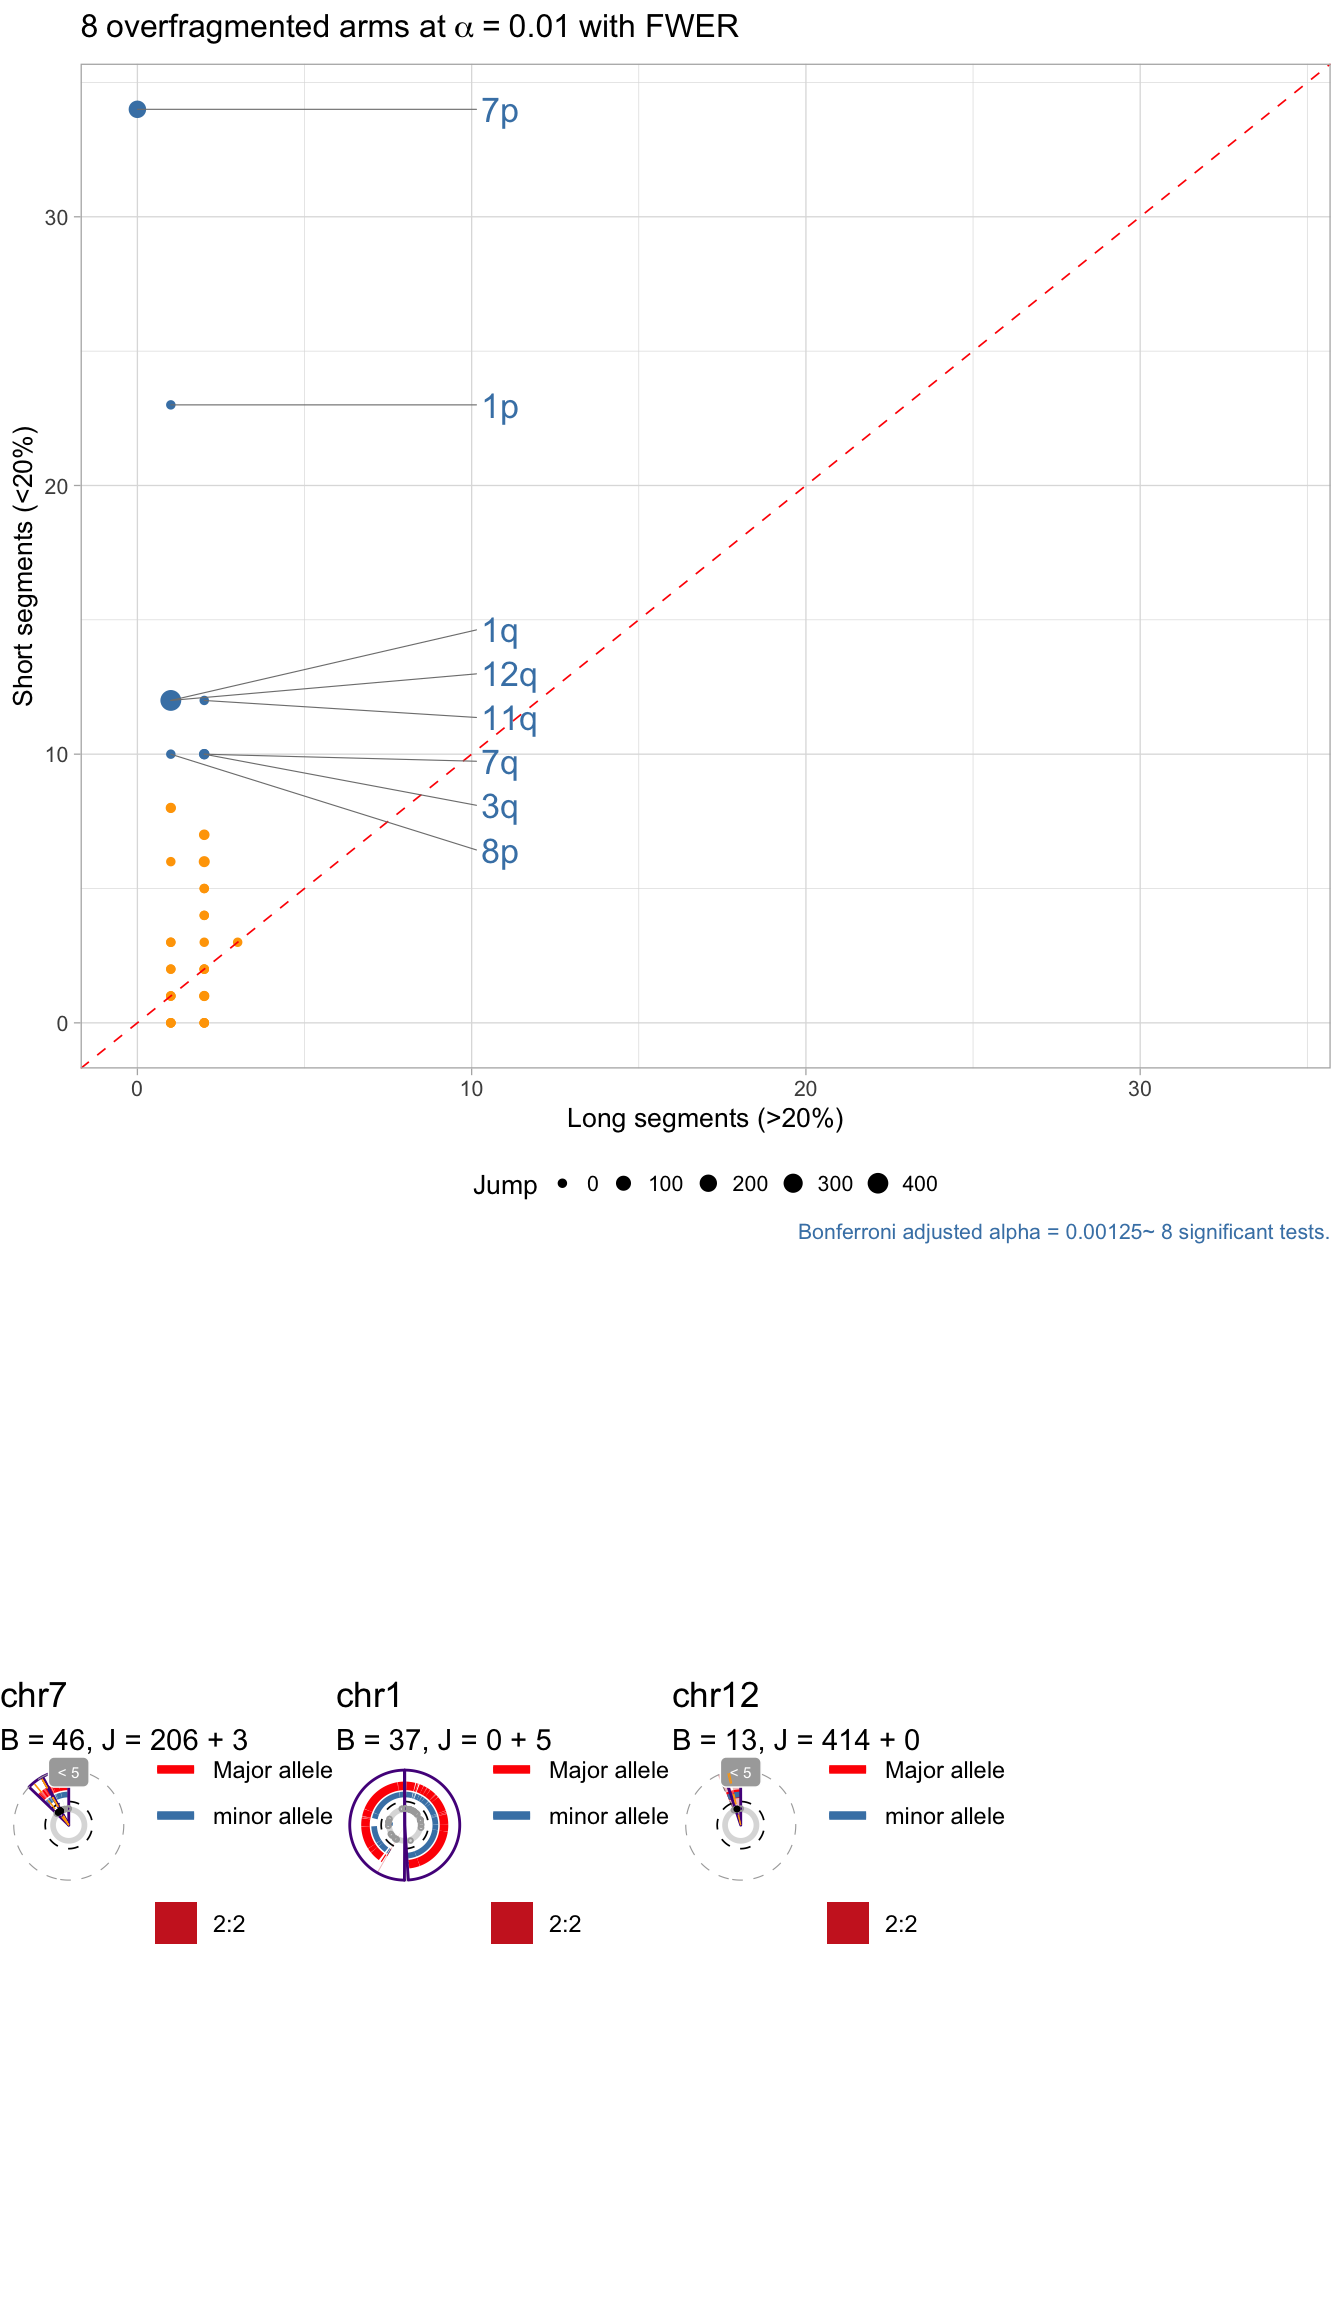 8 overfragmented arms at α = 0.01 with FWER
7p
30
1p
Short segments (<20%)
20
1q
12q
11q
10
7q
3q
8p
0
0 10 20 30
Long segments (>20%)
Jump 0 100 200 300 400
Bonferroni adjusted alpha = 0.00125~ 8 significant tests.
chr7
B = 46, J = 206 + 3
< 5
Major allele
minor allele
2:2
chr1
B = 37, J = 0 + 5
Major allele
minor allele
2:2
chr12
B = 13, J = 414 + 0
< 5
Major allele
minor allele
2:2